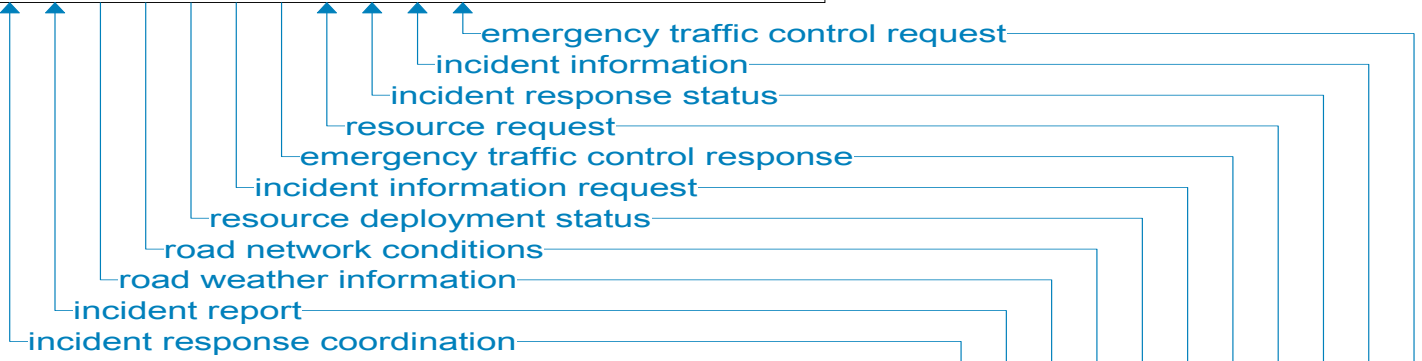 emergency traffic control request
incident information
incident response status
resource request
emergency traffic control response
incident information request
resource deployment status
road network conditions
road weather information
incident report
incident response coordination